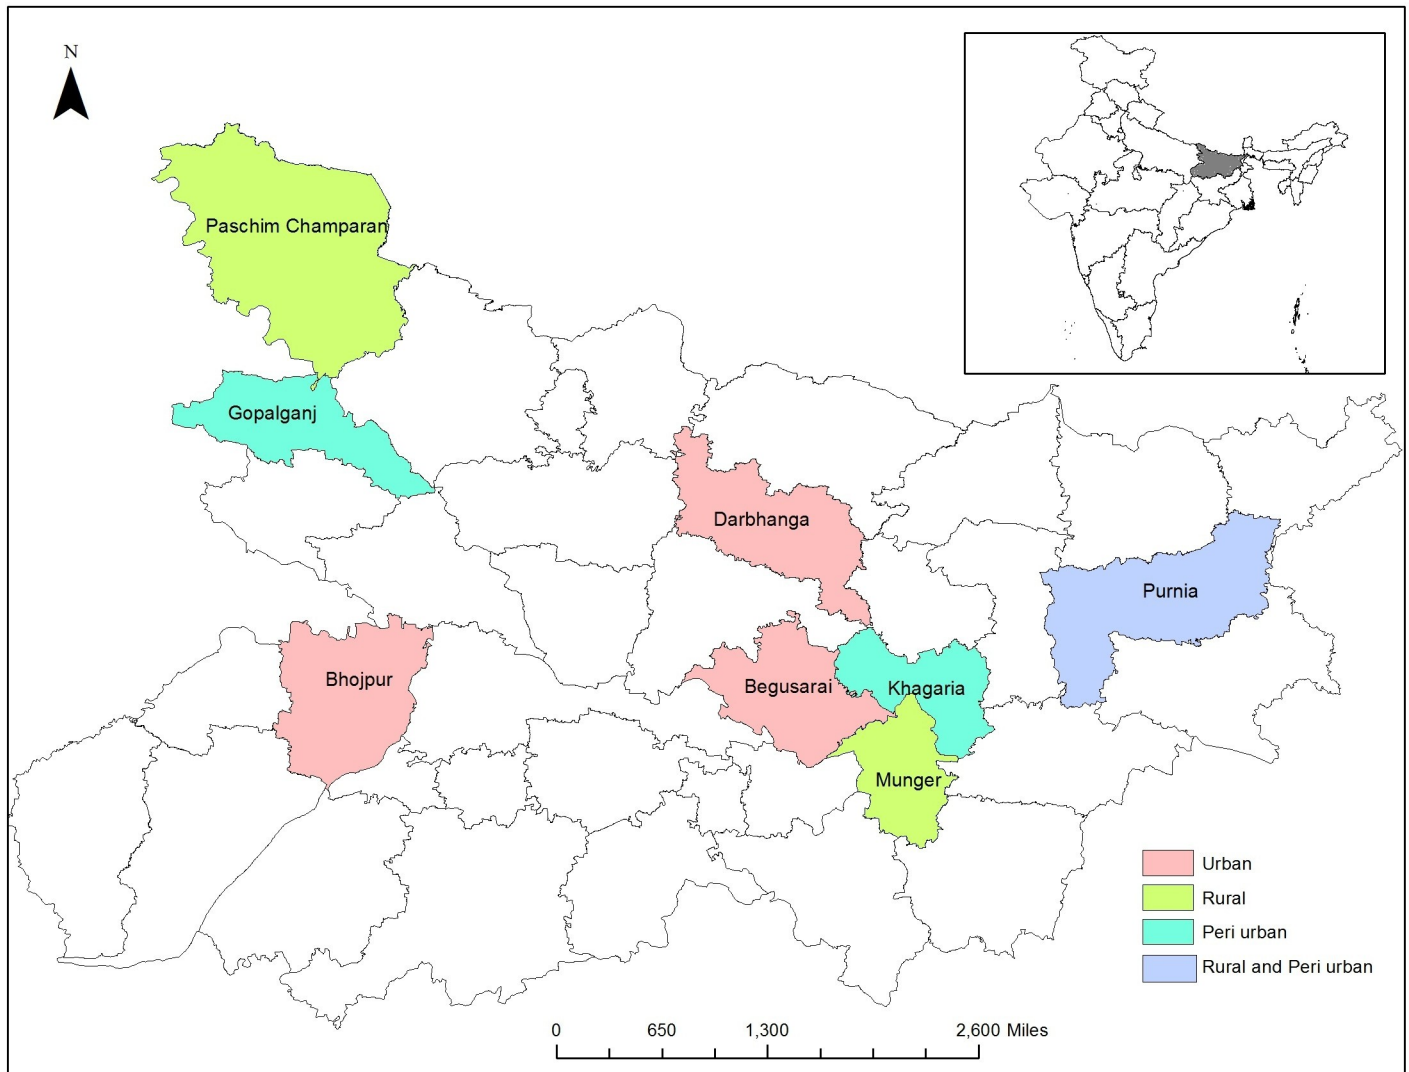 N
Paschim Champaran
Gopalganj
Darbhanga
Purnia
Bhojpur
Begusarai
Khagaria
Munger
Urban
Rural
Peri urban
Rural and Peri urban
0 650 1,300 2,600 Miles